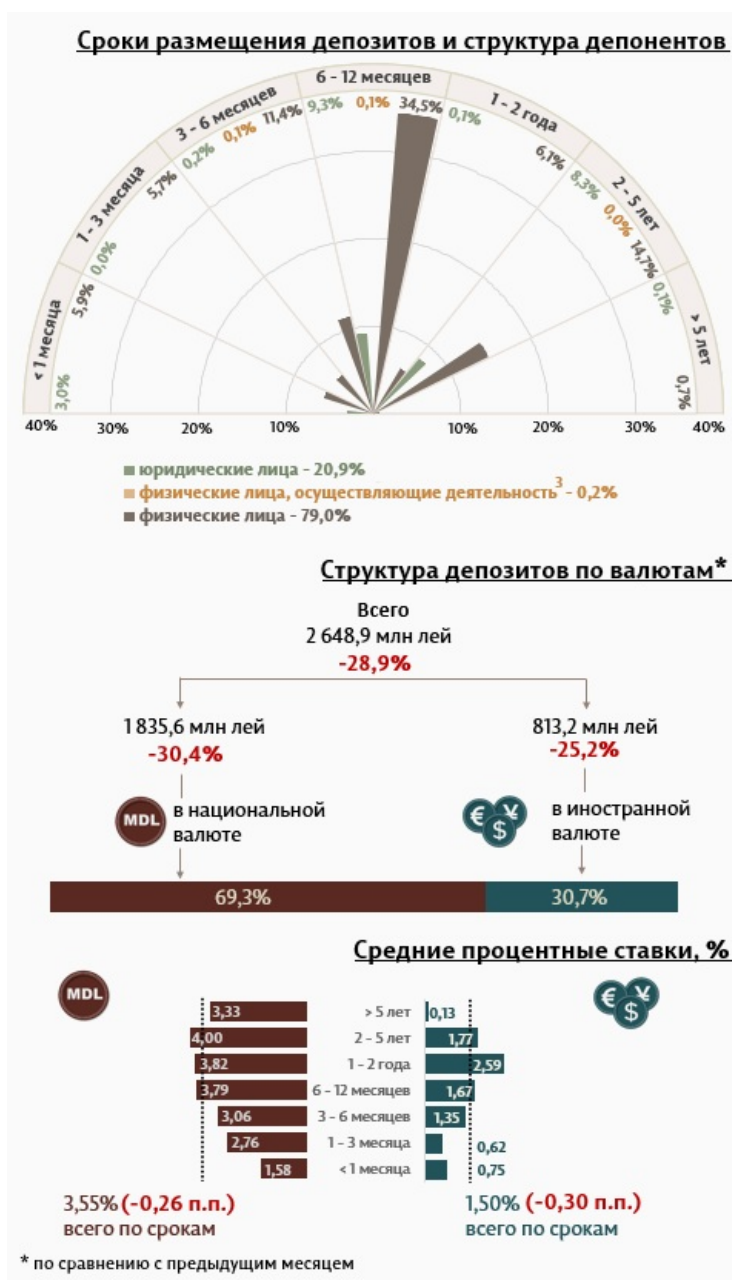 Сроки размещения депозитов и структура депонентов
< 1 месяца
1 - 3 месяца
3 - 6 месяцев
6 - 12 месяцев
1 - 2 года
2 - 5 лет
> 5 лет
3,0%
5,9%
0,0%
5,7%
0,2%
0,1%
11,4%
9,3%
0,1%
34,5%
0,1%
6,1%
8,3%
0,0%
14,7%
0,1%
0,7%
40% 30% 20% 10% 10% 20% 30% 40%
юридические лица - 20,9%
физические лица, осуществляющие деятельность3 - 0,2%
физические лица - 79,0%
Структура депозитов по валютам*
Всего
2 648,9 млн лей
-28,9%
1 835,6 млн лей
-30,4%
813,2 млн лей
-25,2%
MDL
в национальной
валюте
€ ¥ $
в иностранной
валюте
69,3% 30,7%
Средние процентные ставки, %
MDL
€ ¥ $
3,33 > 5 лет 0,13
4,00 2 - 5 лет 1,77
3,82 1 - 2 года 2,59
3,79 6 - 12 месяцев 1,67
3,06 3 - 6 месяцев 1,35
2,76 1 - 3 месяца 0,62
1,58 < 1 месяца 0,75
3,55% (-0,26 п.п.)
всего по срокам
1,50% (-0,30 п.п.)
всего по срокам
* по сравнению с предыдущим месяцем